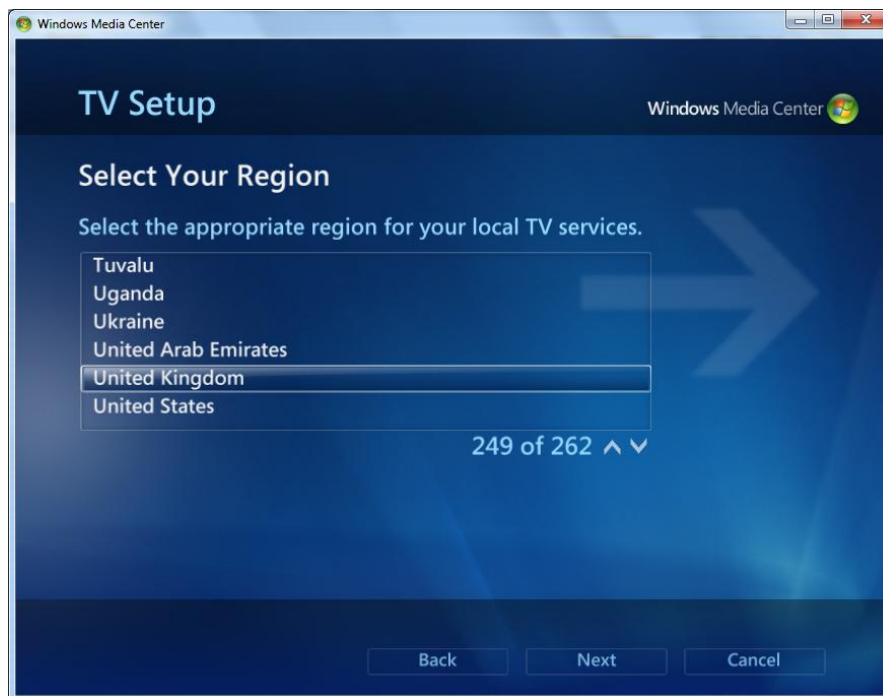 Windows Media Center
TV Setup
Windows Media Center
Select Your Region
Select the appropriate region for your local TV services.
Tuvalu
Uganda
Ukraine
United Arab Emirates
United Kingdom
United States
249 of 262
Back Next Cancel